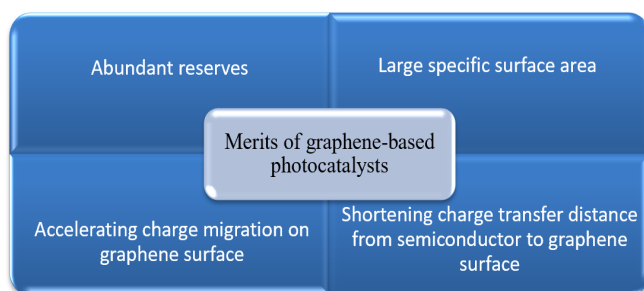 Abundant reserves
Large specific surface area
Merits of graphene-based
photocatalysts
Accelerating charge migration on
graphene surface
Shortening charge transfer distance
from semiconductor to graphene
surface